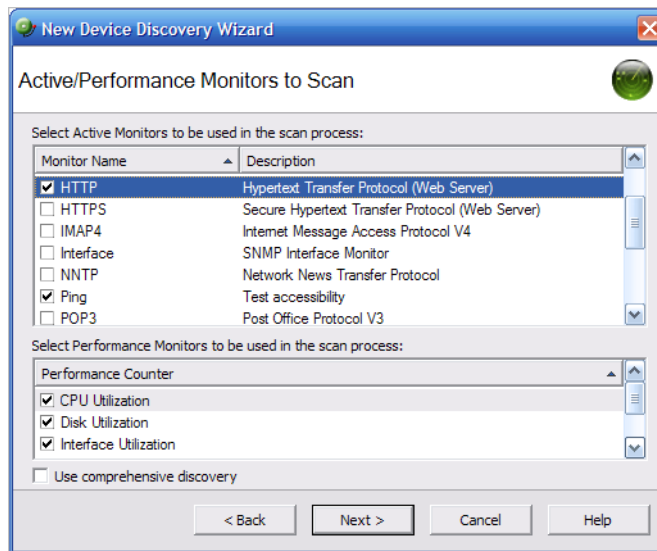 New Device Discovery Wizard
Active/Performance Monitors to Scan
Select Active Monitors to be used in the scan process:
Monitor Name Description
HTTP Hypertext Transfer Protocol (Web Server)
HTTPS Secure Hypertext Transfer Protocol (Web Server)
IMAP4 Internet Message Access Protocol V4
Interface SNMP Interface Monitor
NNTP Network News Transfer Protocol
Ping Test accessibility
POP3 Post Office Protocol V3
Select Performance Monitors to be used in the scan process:
Performance Counter
CPU Utilization
Disk Utilization
Interface Utilization
Use comprehensive discovery
< Back Next > Cancel Help